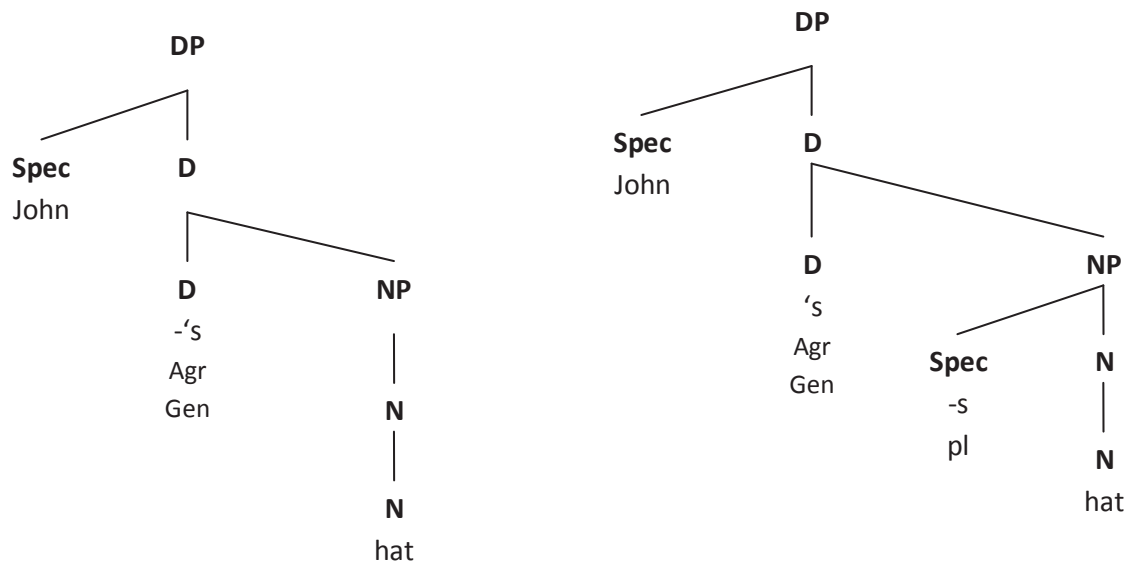 DP
Spec D
John
D NP
-‘s
Agr
Gen
N
N
hat
DP
Spec D
John
D NP
‘s
Agr
Gen
Spec N
-s
pl
N
hat